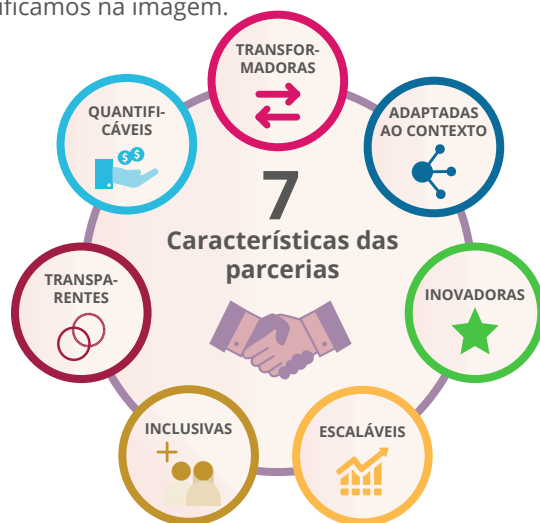 ificamos na imagem.
TRANSFOR-
MADORAS
ADAPTADAS
AO CONTEXTO
INOVADORAS
ESCALÁVEIS
INCLUSIVAS
TRANSPA-
RENTES
QUANTIFI-
CÁVEIS
$ $
7
Características das
parcerias